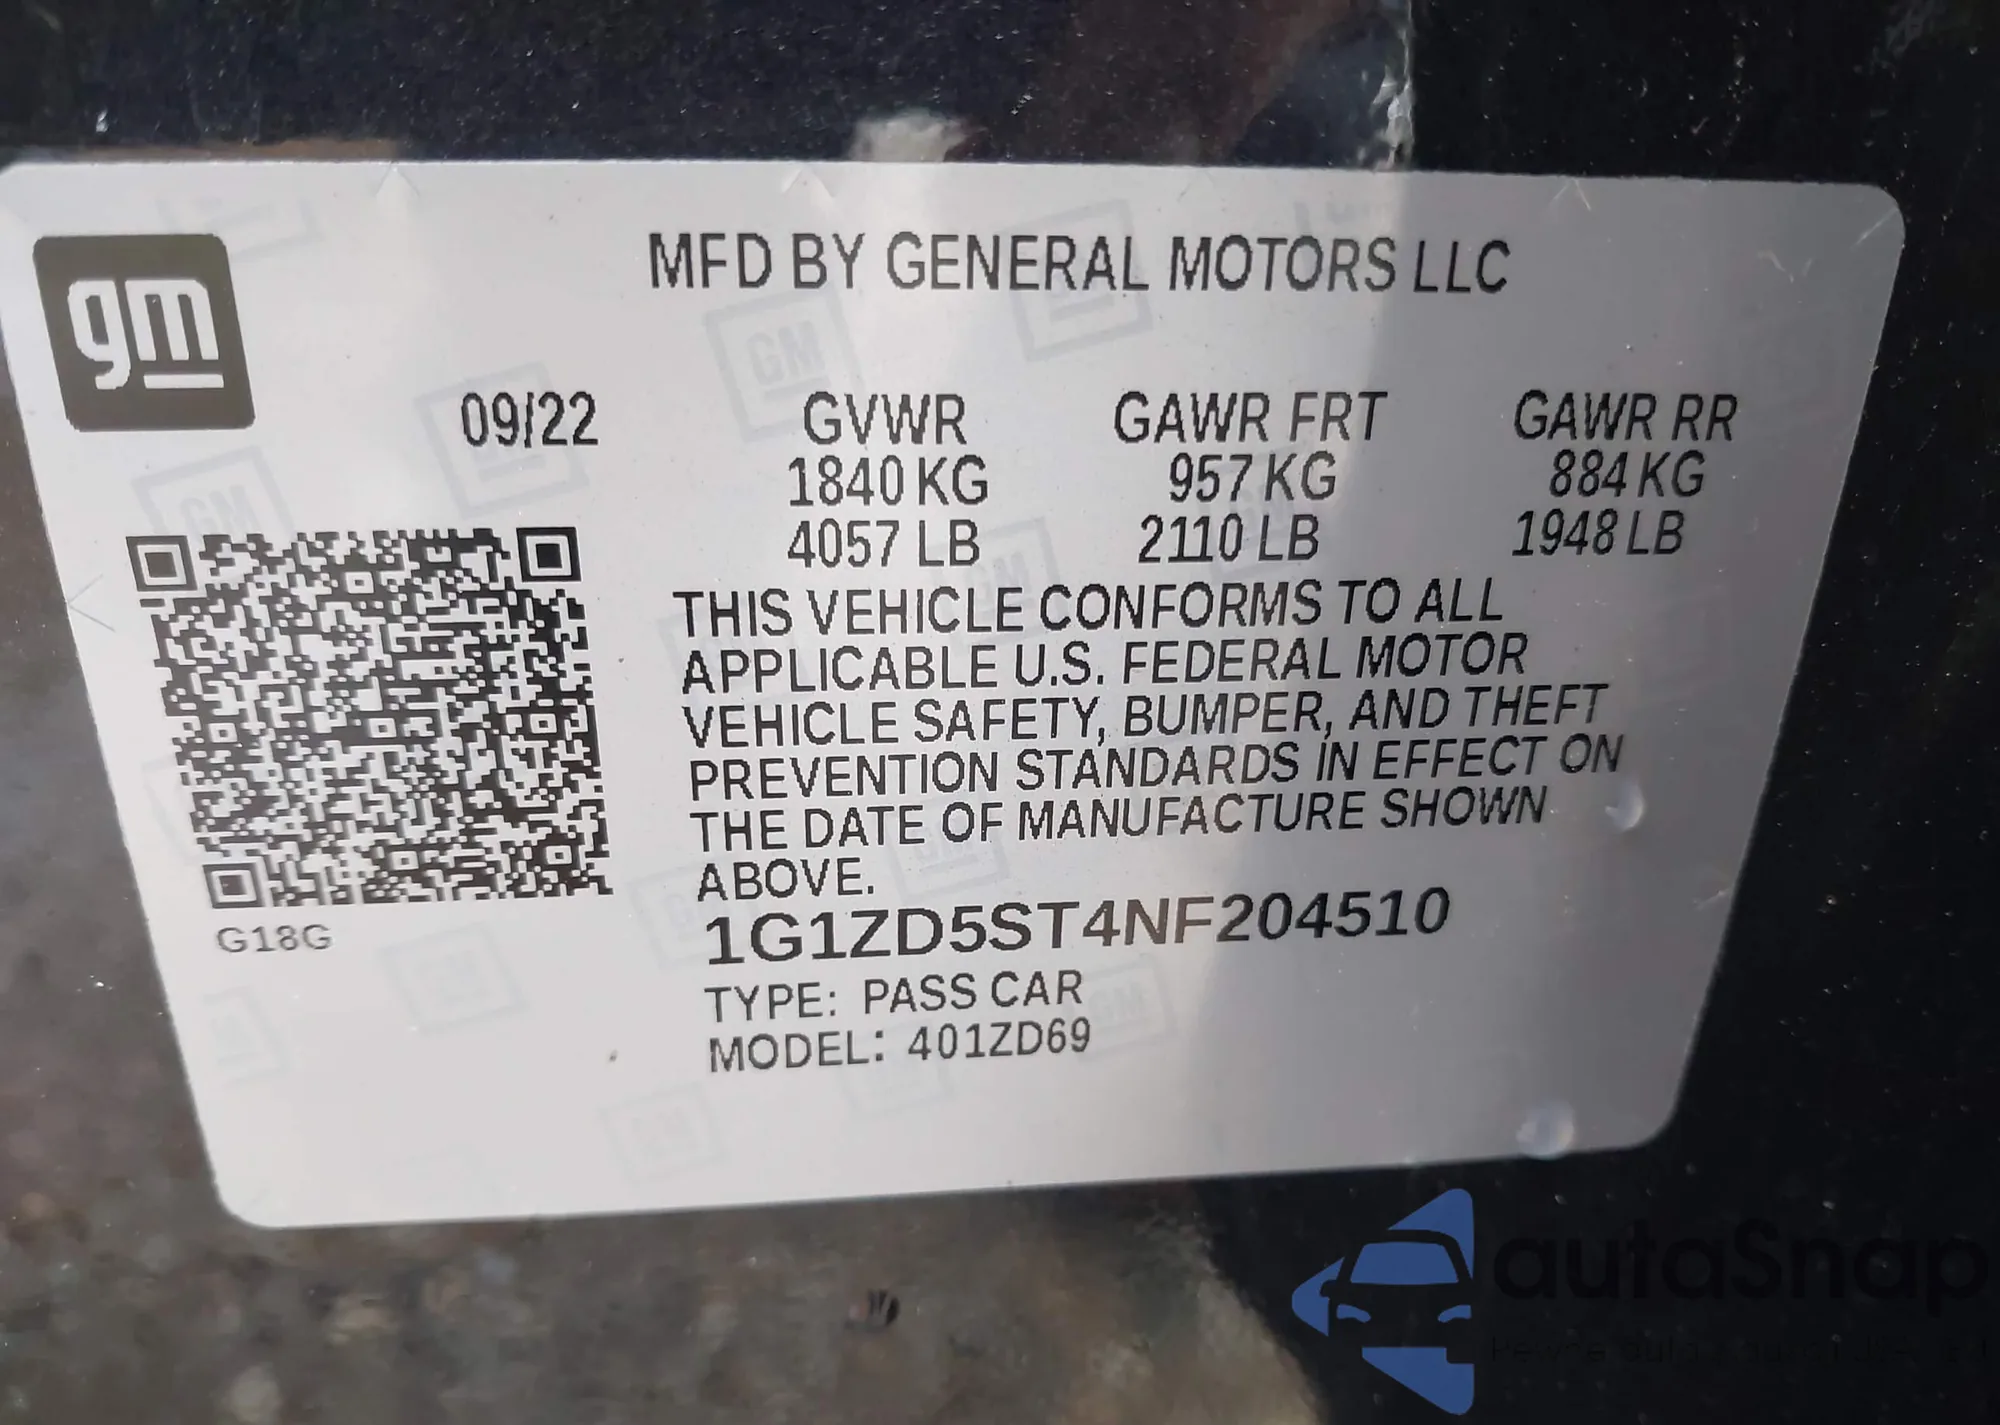 MFD BY GENERAL MOTORS LLC
gm
09/22 GVWR GAWR FRT GAWR RR
1840 KG 957 KG 884 KG
4057 LB 2110 LB 1948 LB
THIS VEHICLE CONFORMS TO ALL
APPLICABLE U.S. FEDERAL MOTOR
VEHICLE SAFETY, BUMPER, AND THEFT
PREVENTION STANDARDS IN EFFECT ON
THE DATE OF MANUFACTURE SHOWN
ABOVE.
G18G
1G1ZD5ST4NF204510
TYPE: PASS CAR
MODEL: 401ZD69
autoSnap